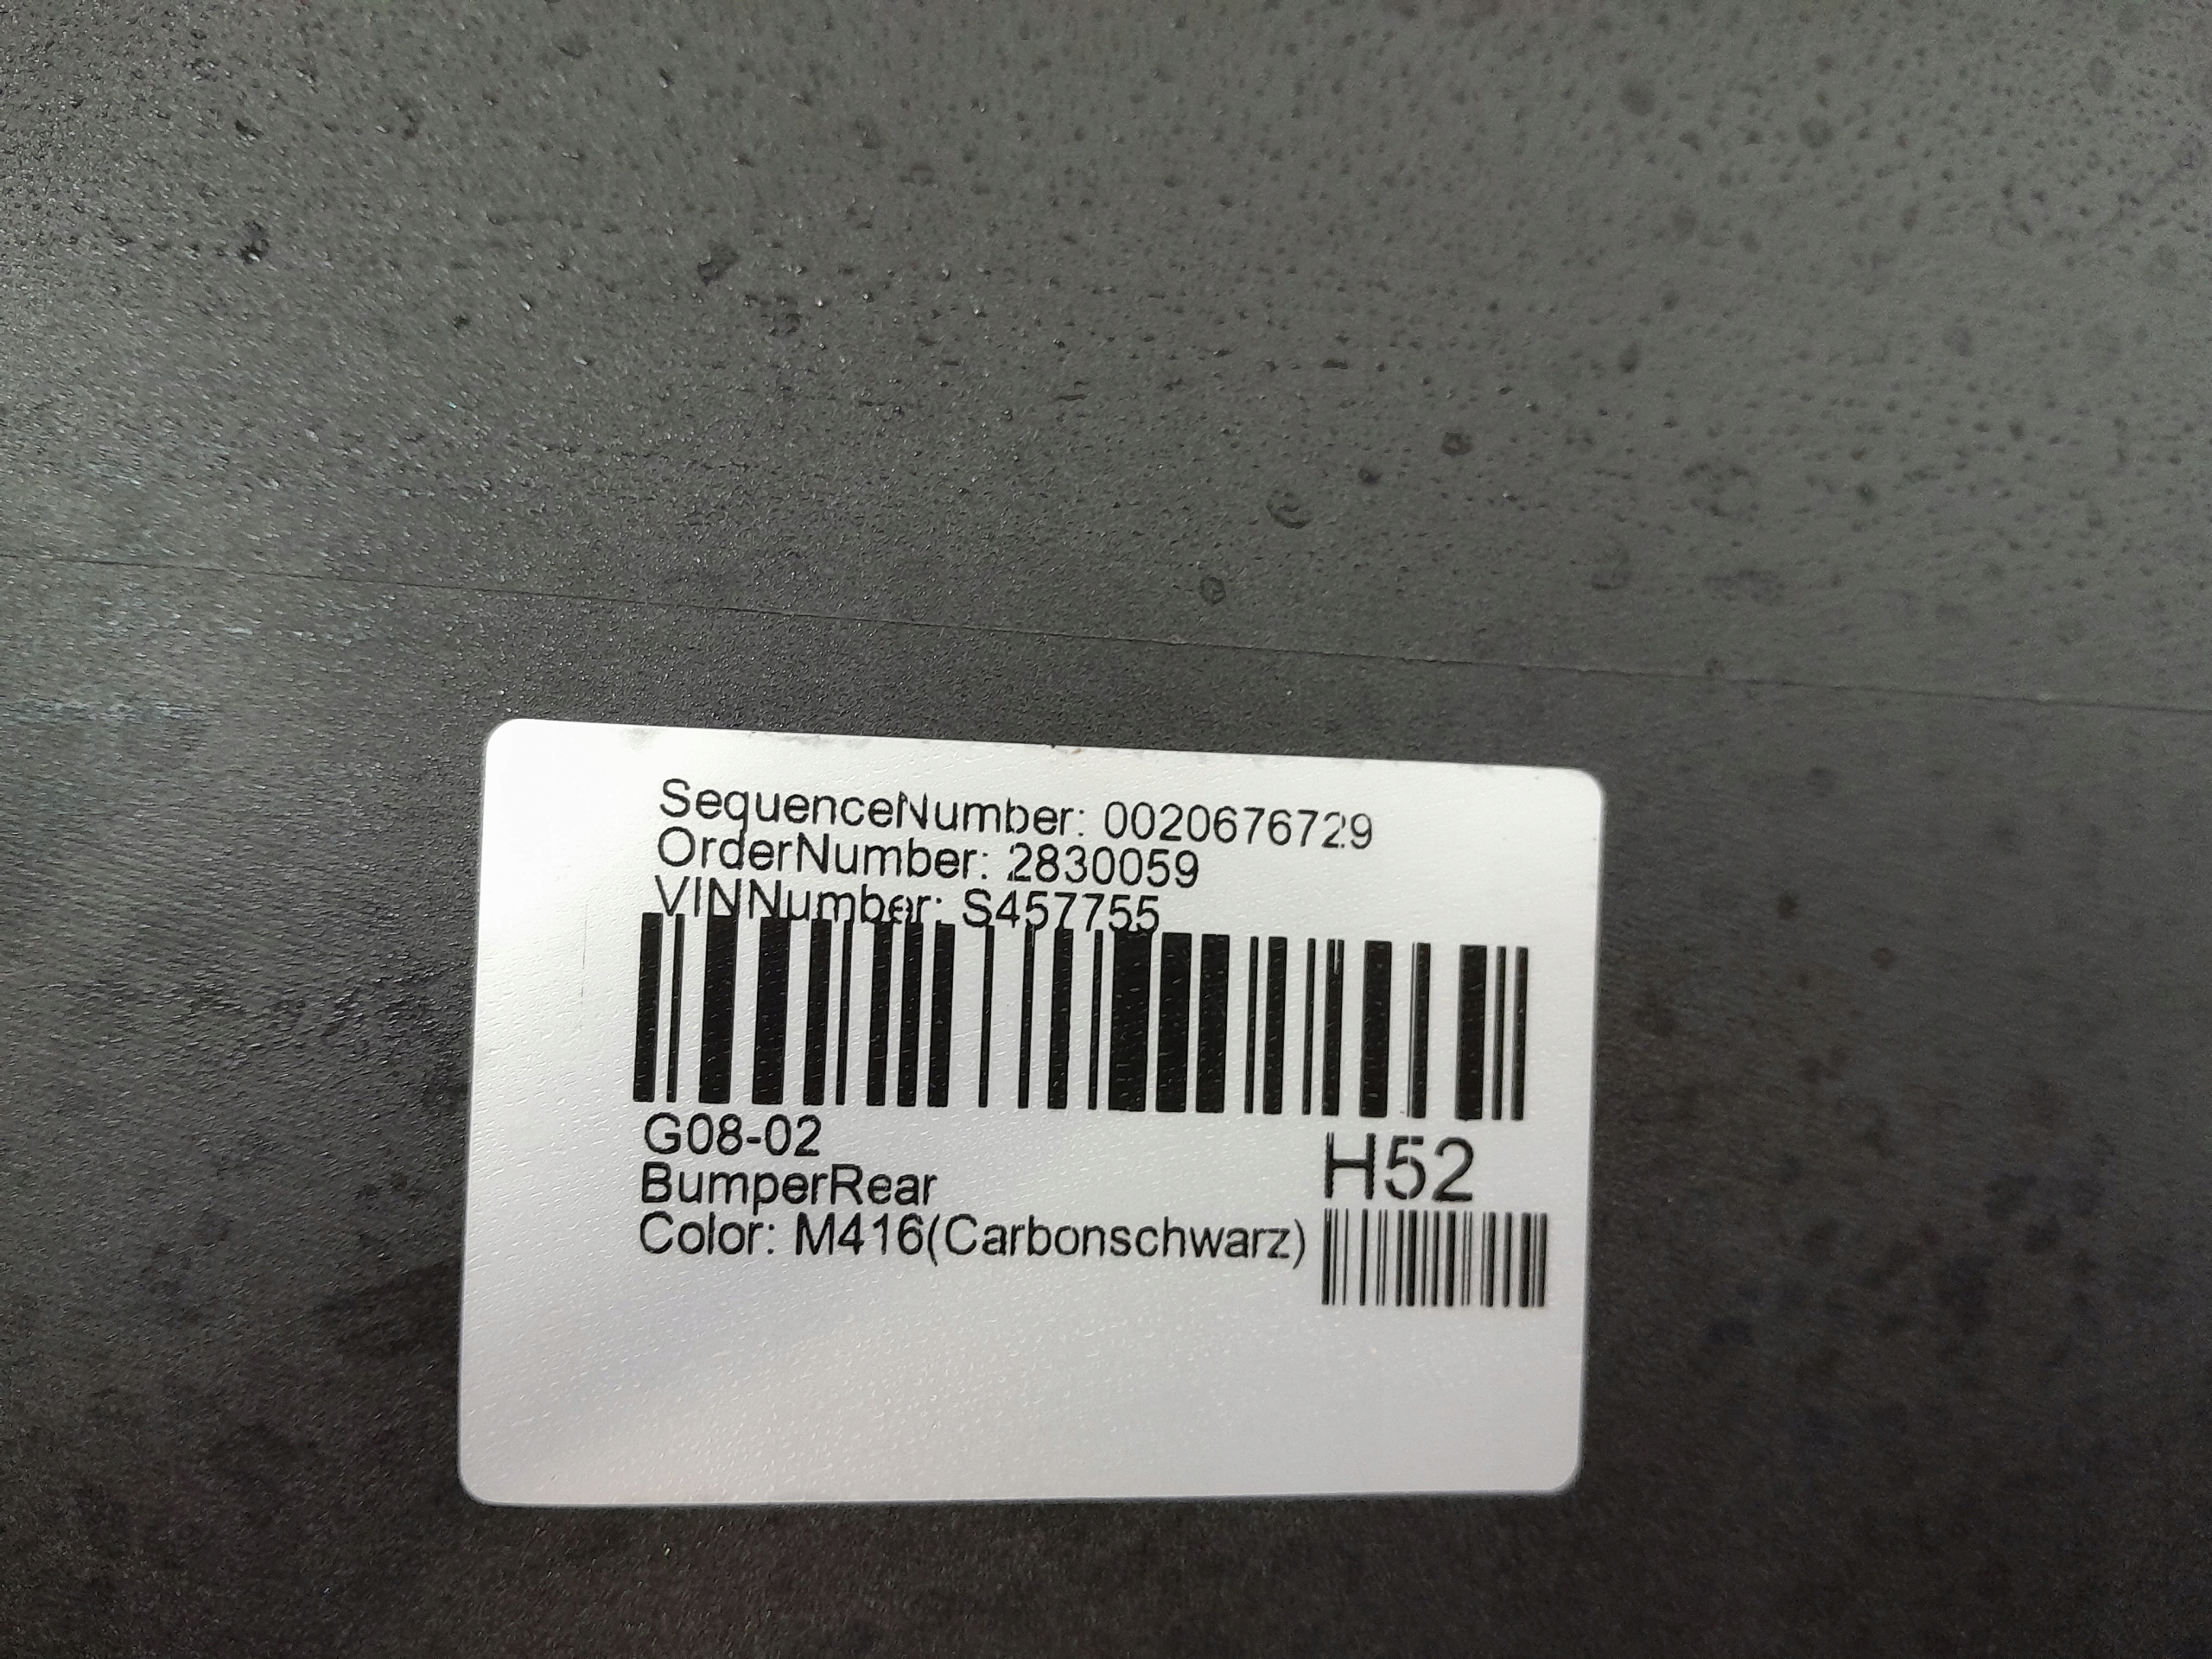 SequenceNumber: 0020676729
OrderNumber: 2830059
VINNumber: S457755
G08-02
H52
BumperRear
Color: M416(Carbonschwarz)